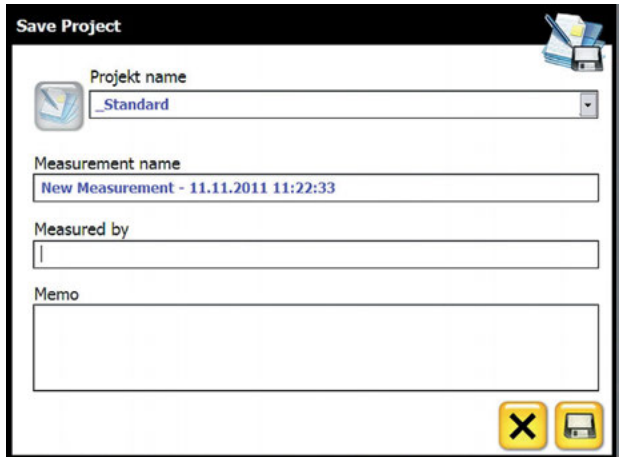 Save Project
Projekt name
_Standard
Measurement name
New Measurement - 11.11.2011 11:22:33
Measured by
Memo